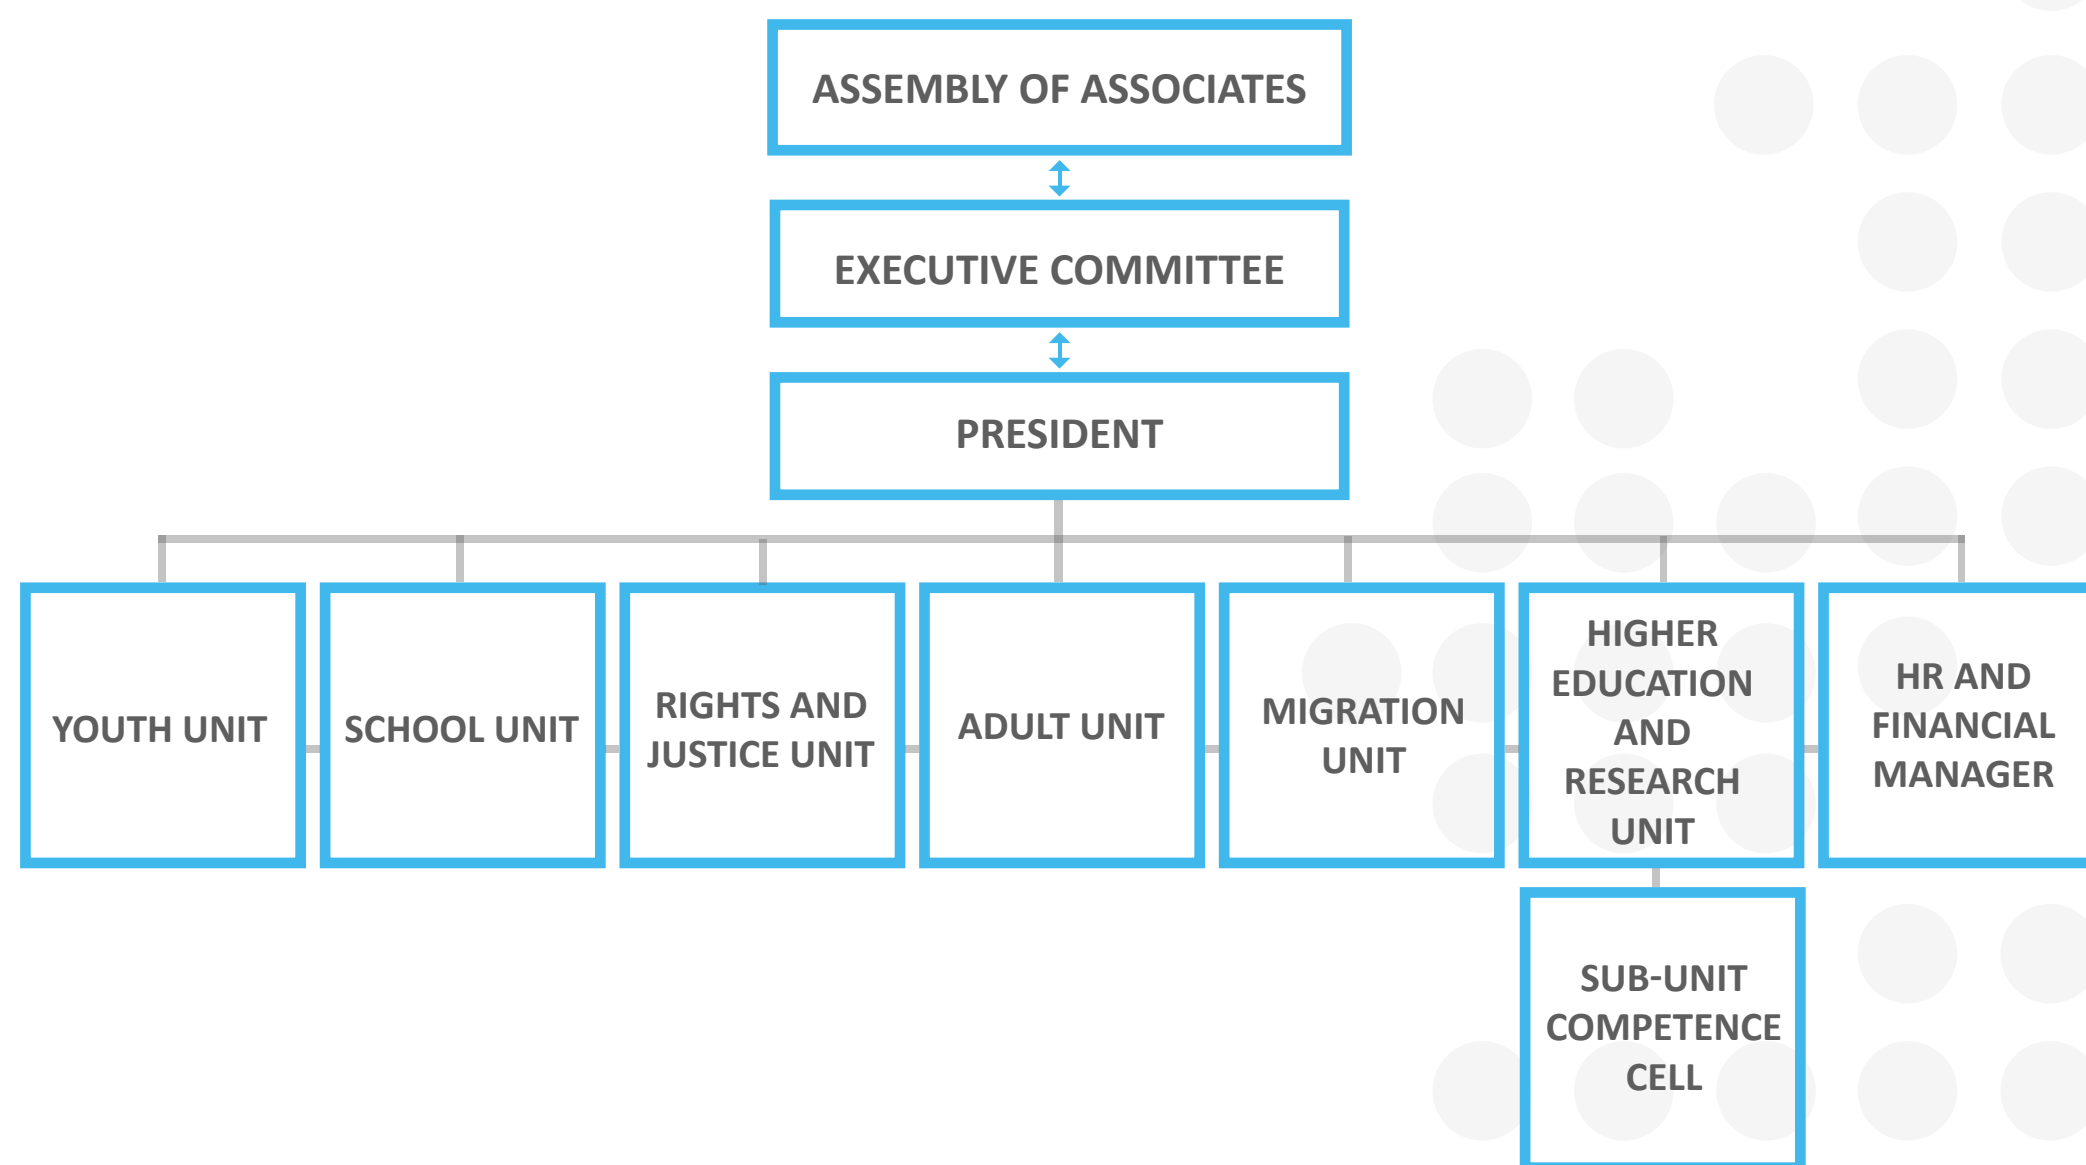 ASSEMBLY OF ASSOCIATES
EXECUTIVE COMMITTEE
PRESIDENT
YOUTH UNIT
SCHOOL UNIT
RIGHTS AND
JUSTICE UNIT
ADULT UNIT
MIGRATION
UNIT
HIGHER
EDUCATION
AND
RESEARCH
UNIT
HR AND
FINANCIAL
MANAGER
SUB-UNIT
COMPETENCE
CELL